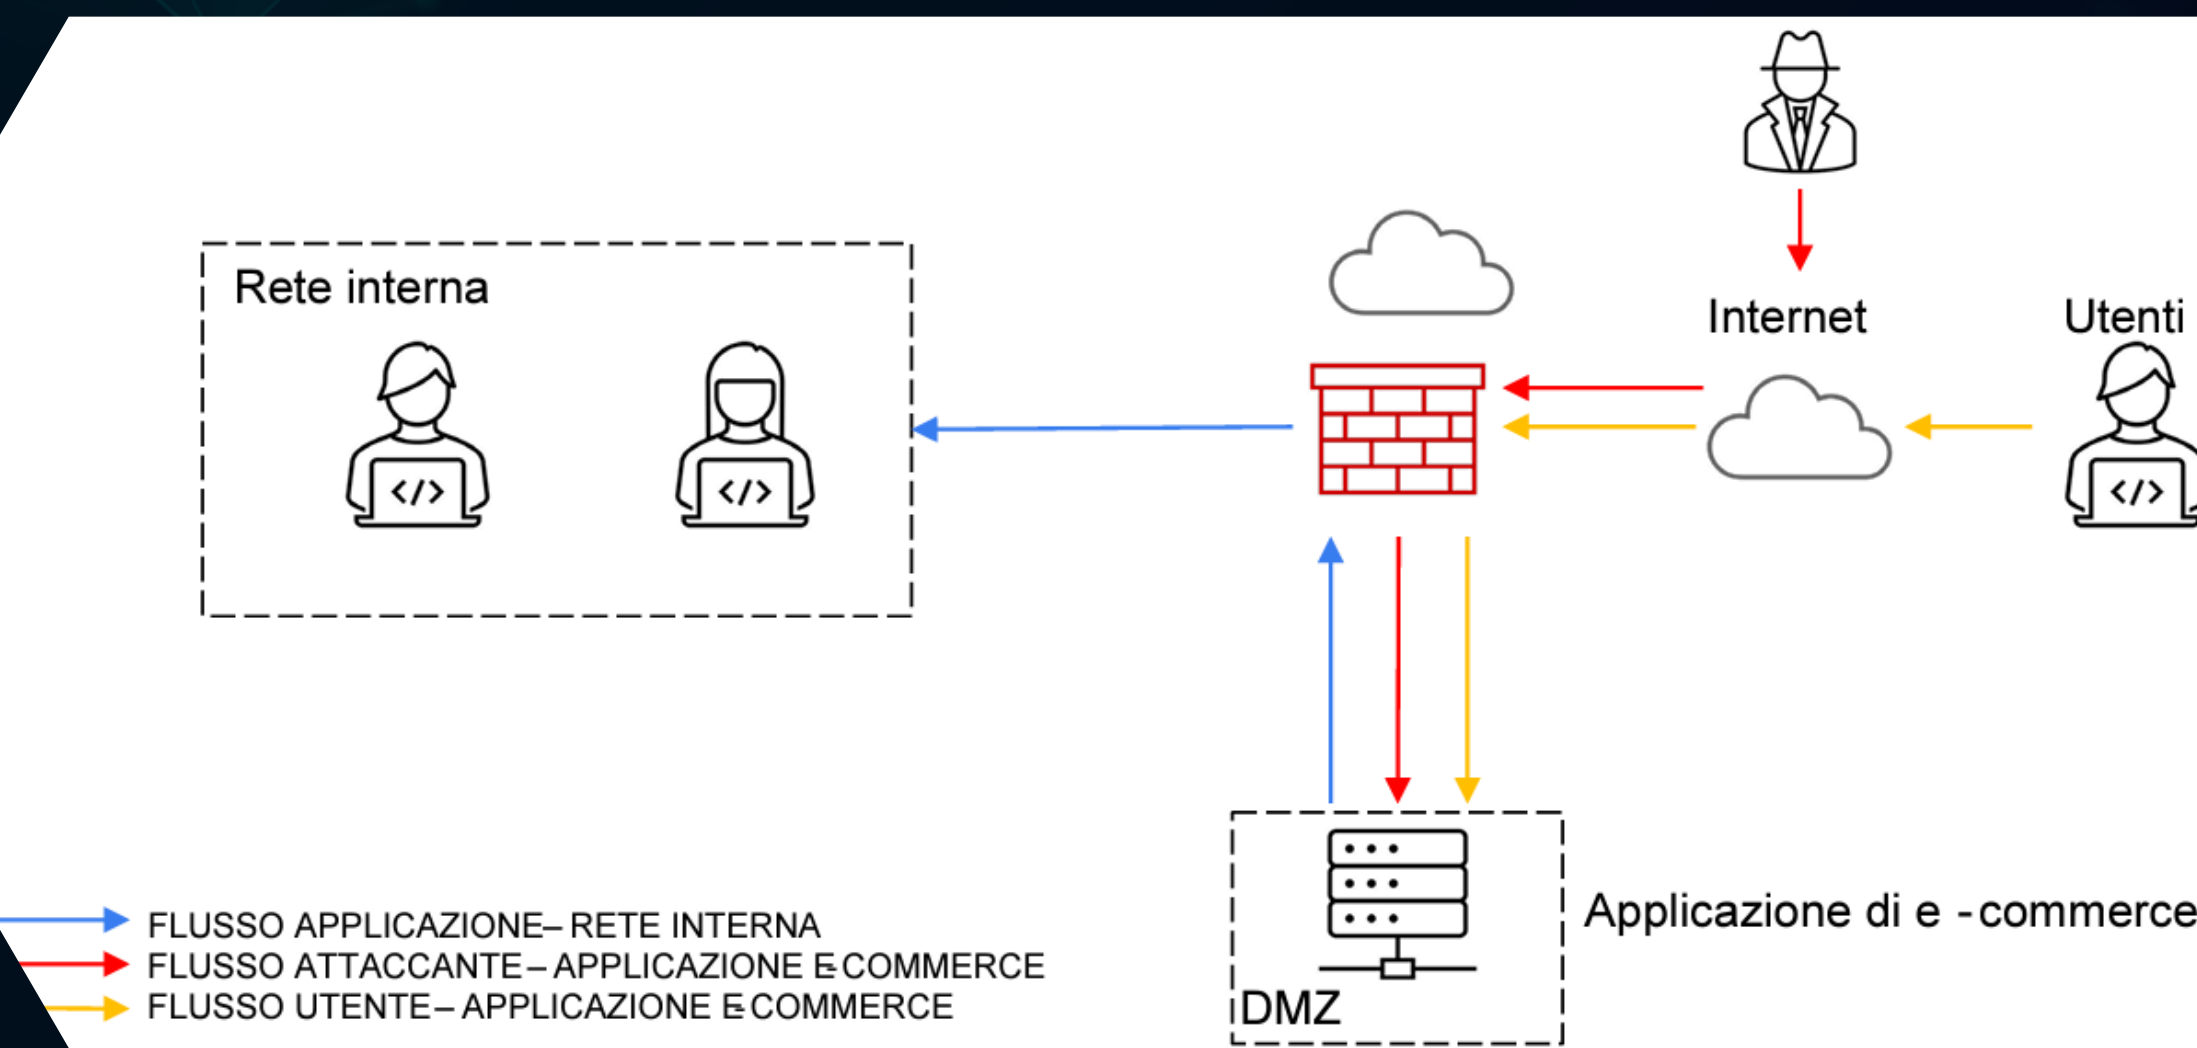 Rete interna
Internet
Utenti
</>
</>
</>
Applicazione di e -commerce
DMZ
FLUSSO APPLICAZIONE– RETE INTERNA
FLUSSO ATTACCANTE– APPLICAZIONE E-COMMERCE
FLUSSO UTENTE– APPLICAZIONE E-COMMERCE